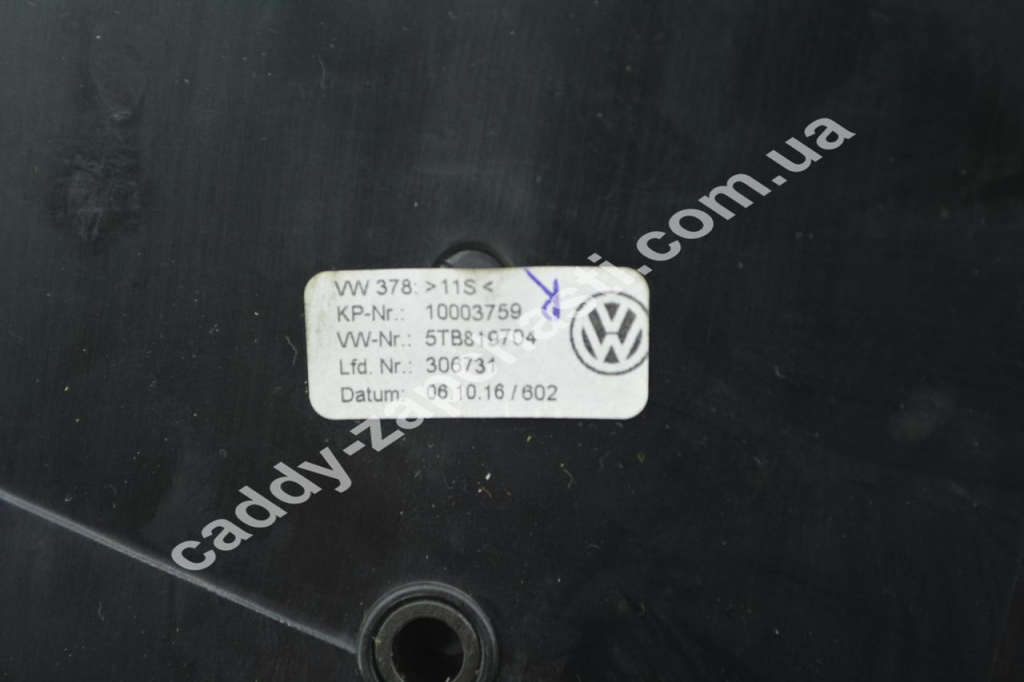 VW 378: >11S<
KP-Nr.: 10003759
VW-Nr.: 5TB819704
Lfd. Nr.: 306731
Datum: 06.10.16 / 602
caddy-zapchasti.com.ua